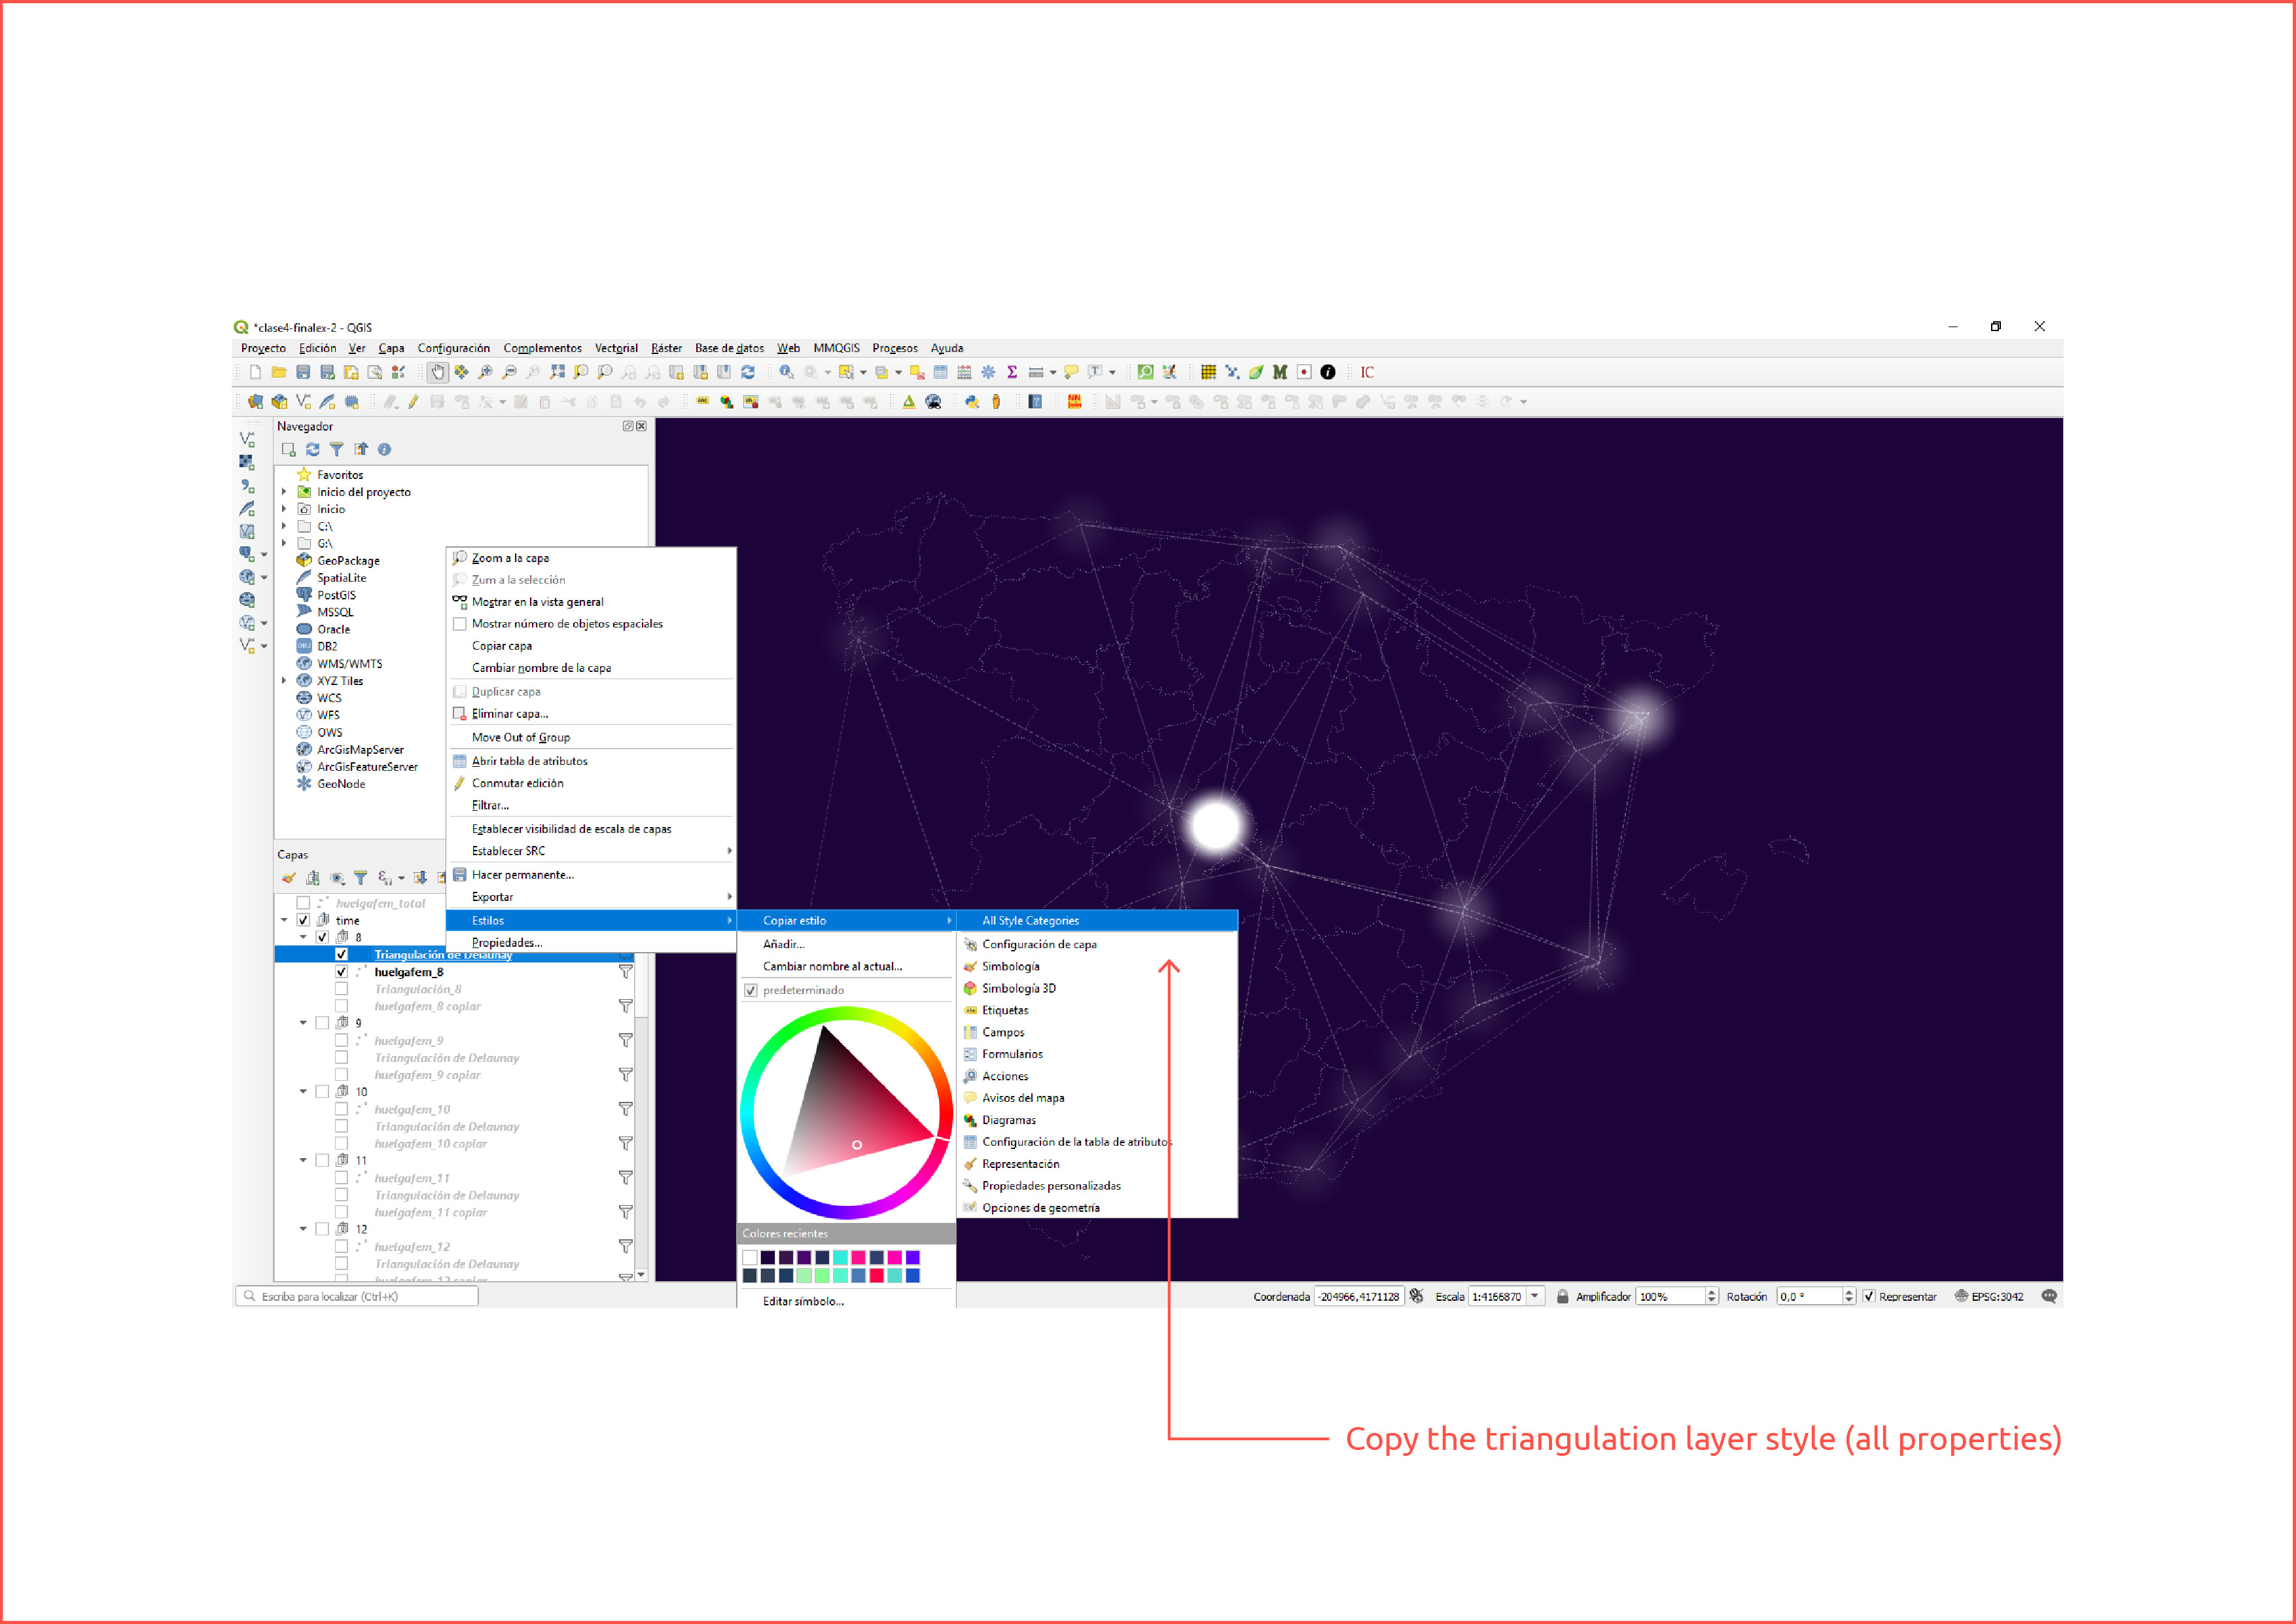 *clase4-finalex-2 - QGIS
Proyecto Edición Ver Capa Configuración Complementos Vectorial Ráster Base de datos Web MMQGIS Procesos Ayuda
IC
Navegador
Favoritos
Inicio del proyecto
Inicio
C:\
G:\
GeoPackage
SpatiaLite
PostGIS
MSSQL
Oracle
DB2
WMS/WMTS
XYZ Tiles
WCS
WFS
OWS
ArcGisMapServer
ArcGisFeatureServer
GeoNode
Zoom a la capa
Zum a la selección
Mostrar en la vista general
Mostrar número de objetos espaciales
Copiar capa
Cambiar nombre de la capa
Duplicar capa
Eliminar capa...
Move Out of Group
Abrir tabla de atributos
Conmutar edición
Filtrar...
Establecer visibilidad de escala de capas
Establecer SRC
Hacer permanente...
Exportar
Estilos
Propiedades...
Capas
huelgafem_total
time
8
Triangulación de Delaunay
huelgafem_8
Triangulación_8
huelgafem_8 copiar
9
huelgafem_9
Triangulación de Delaunay
huelgafem_9 copiar
10
huelgafem_10
Triangulación de Delaunay
huelgafem_10 copiar
11
huelgafem_11
Triangulación de Delaunay
huelgafem_11 copiar
12
huelgafem_12
Triangulación de Delaunay
huelgafem_12 copiar
Copiar estilo
Añadir...
Cambiar nombre al actual...
predeterminado
Colores recientes
Editar símbolo...
All Style Categories
Configuración de capa
Simbología
Simbología 3D
Etiquetas
Campos
Formularios
Acciones
Avisos del mapa
Diagramas
Configuración de la tabla de atributos
Representación
Propiedades personalizadas
Opciones de geometría
Escriba para localizar (Ctrl+K)
Coordenada -204966,4171128 Escala 1:4166870 Amplificador 100% Rotación 0,0 ° Representar EPSG:3042
Copy the triangulation layer style (all properties)